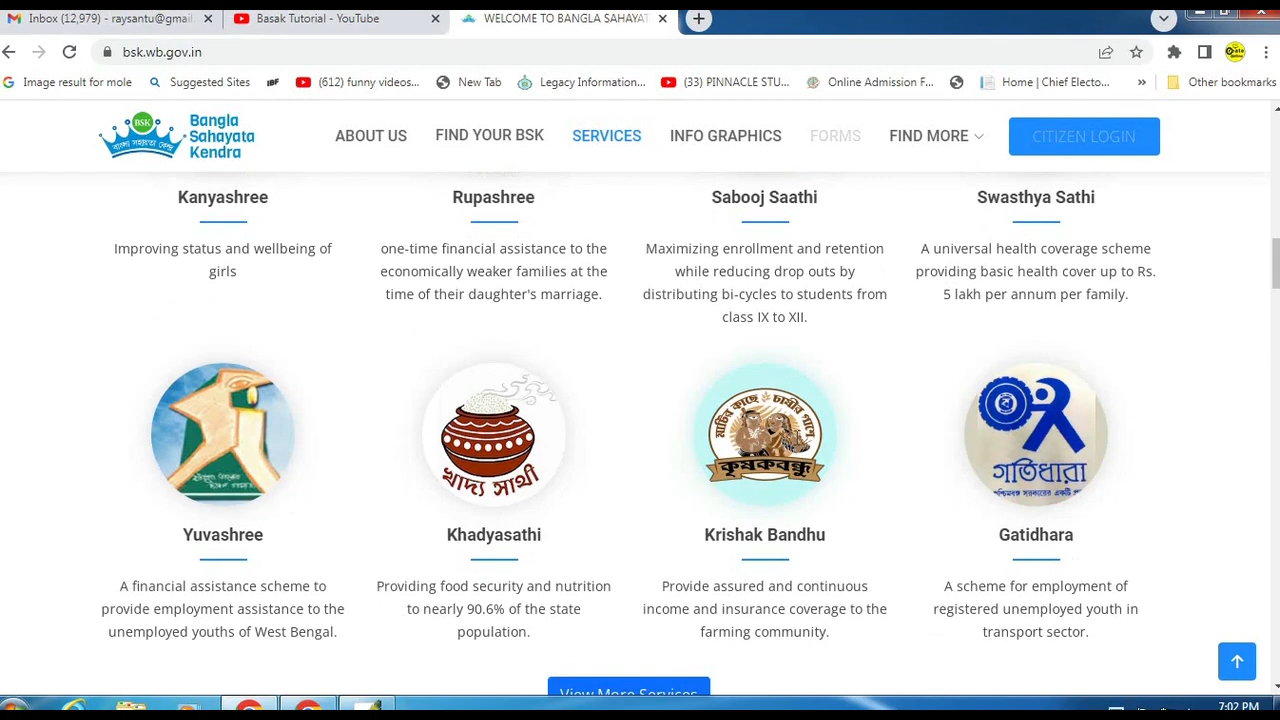 Inbox (12,979) - raysantu@gmail
Basak Tutorial - YouTube
WELCOME TO BANGLA SAHAYAT
bsk.wb.gov.in
Image result for mole
Suggested Sites
(612) funny videos...
New Tab
Legacy Information...
(33) PINNACLE STU...
Online Admission F...
Home | Chief Electo...
»
Other bookmarks
BSK
বাংলা সহায়তা কেন্দ্র
Bangla
Sahayata
Kendra
ABOUT US
FIND YOUR BSK
SERVICES
INFO GRAPHICS
FORMS
FIND MORE
CITIZEN LOGIN
Kanyashree
Improving status and wellbeing of
girls
Rupashree
one-time financial assistance to the
economically weaker families at the
time of their daughter's marriage.
Sabooj Saathi
Maximizing enrollment and retention
while reducing drop outs by
distributing bi-cycles to students from
class IX to XII.
Swasthya Sathi
A universal health coverage scheme
providing basic health cover up to Rs.
5 lakh per annum per family.
Yuvashree
A financial assistance scheme to
provide employment assistance to the
unemployed youths of West Bengal.
খাদ্য সাথী
Khadyasathi
Providing food security and nutrition
to nearly 90.6% of the state
population.
মাটির কাছে চাষীর পাশে
কৃষকবন্ধু
Krishak Bandhu
Provide assured and continuous
income and insurance coverage to the
farming community.
গতিধারা
Gatidhara
A scheme for employment of
registered unemployed youth in
transport sector.
View More Services
7:02 PM